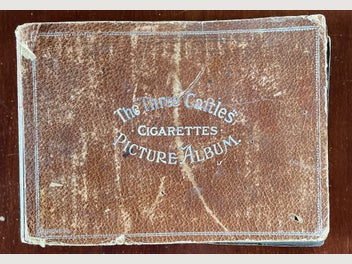 The Three Castles
CIGARETTES
PICTURE ALBUM.